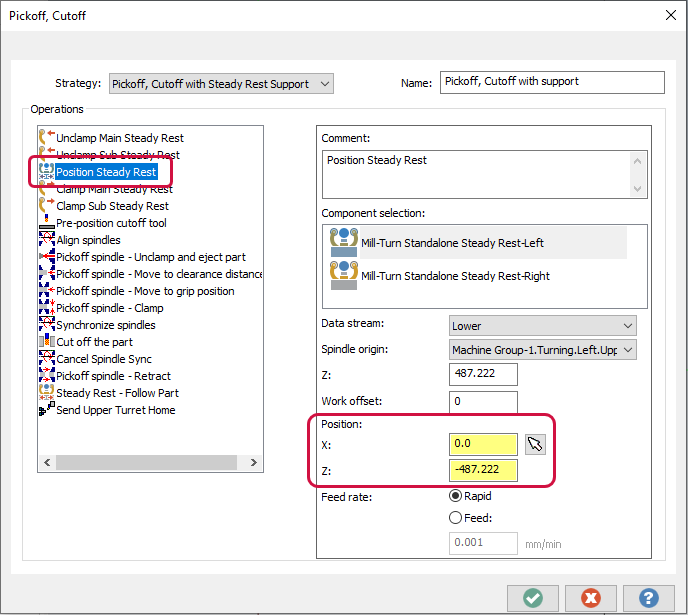 Pickoff, Cutoff
Strategy: Pickoff, Cutoff with Steady Rest Support Name: Pickoff, Cutoff with support
Operations
Unclamp Main Steady Rest
Unclamp Sub Steady Rest
Position Steady Rest
Clamp Main Steady Rest
Clamp Sub Steady Rest
Pre-position cutoff tool
Align spindles
Pickoff spindle - Unclamp and eject part
Pickoff spindle - Move to clearance distance
Pickoff spindle - Move to grip position
Pickoff spindle - Clamp
Synchronize spindles
Cut off the part
Cancel Spindle Sync
Pickoff spindle - Retract
Steady Rest - Follow Part
Send Upper Turret Home
Comment:
Position Steady Rest
Component selection:
Mill-Turn Standalone Steady Rest-Left
Mill-Turn Standalone Steady Rest-Right
Data stream: Lower
Spindle origin: Machine Group-1.Turning.Left.Upp
Z: 487.222
Work offset: 0
Position:
X: 0.0
Z: -487.222
Feed rate: Rapid
Feed:
0.001 mm/min